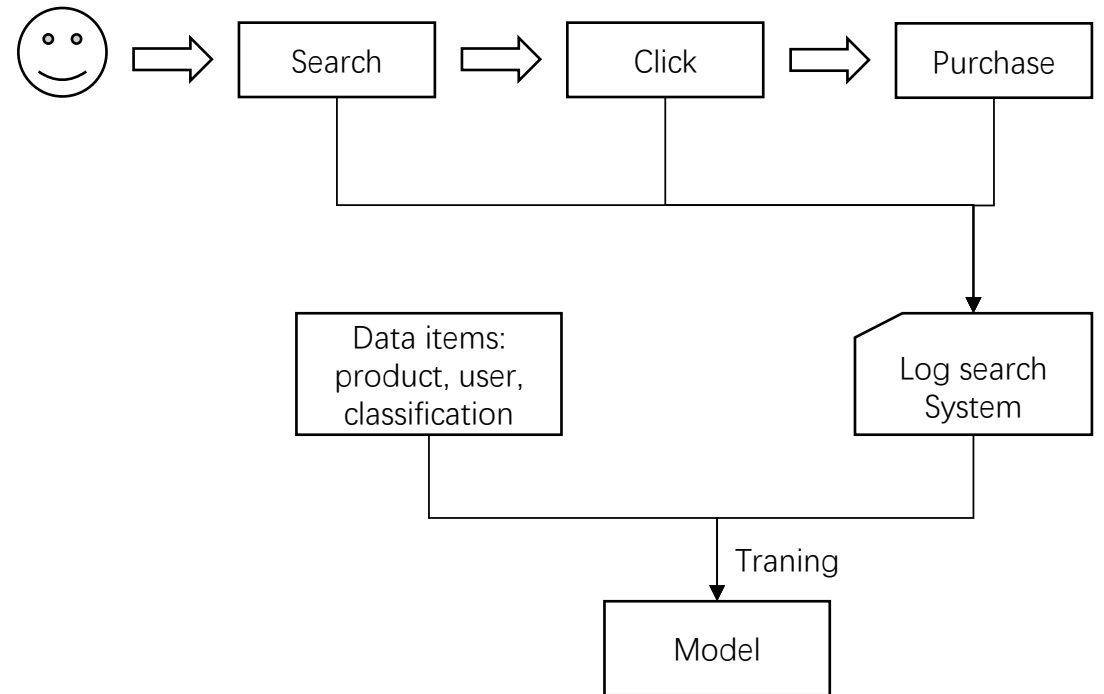 Search
Click
Purchase
Data items:
product, user,
classification
Log search
System
Traning
Model